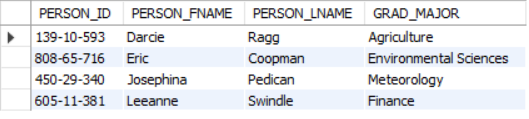 PERSON_ID PERSON_FNAME PERSON_LNAME GRAD_MAJOR
139-10-593 Darcie Ragg Agriculture
808-65-716 Eric Coopman Environmental Sciences
450-29-340 Josephina Pedican Meteorology
605-11-381 Leeanne Swindle Finance